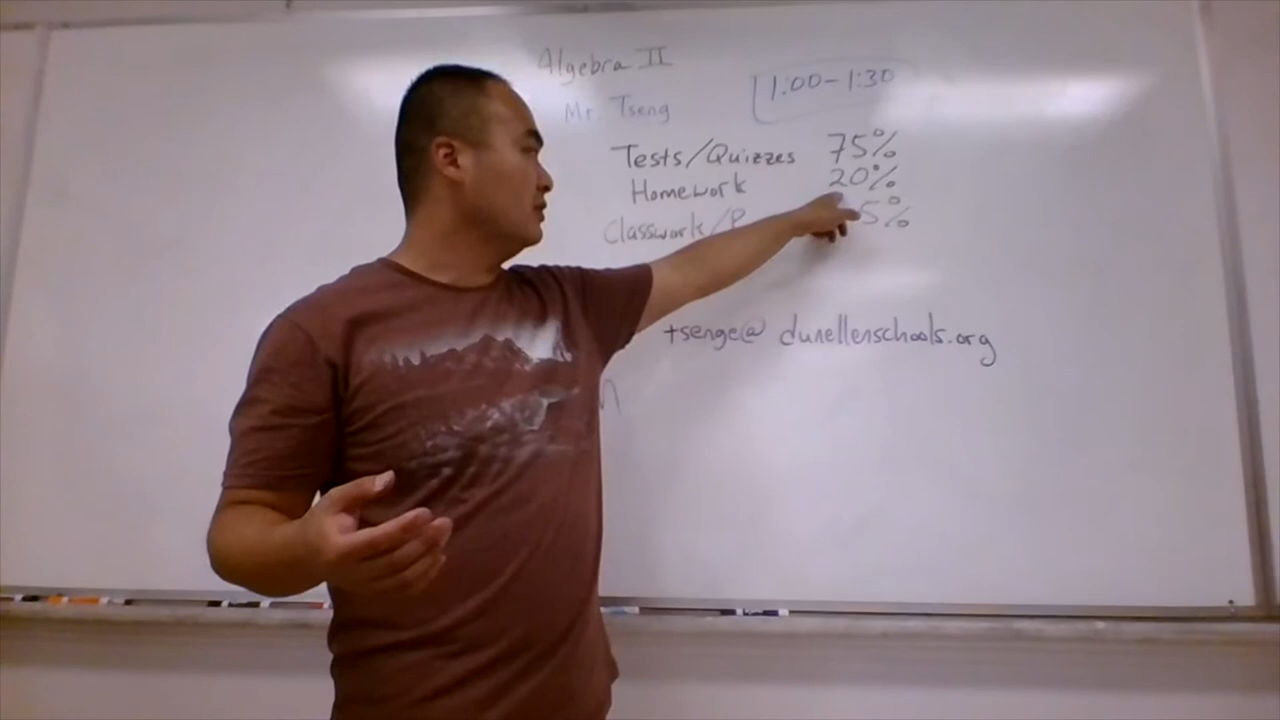 Algebra II
Mr. Tseng
1:00-1:30
Tests/Quizzes 75%
Homework 20%
Classwork/P 5%
tsenge@dunellenschools.org
n